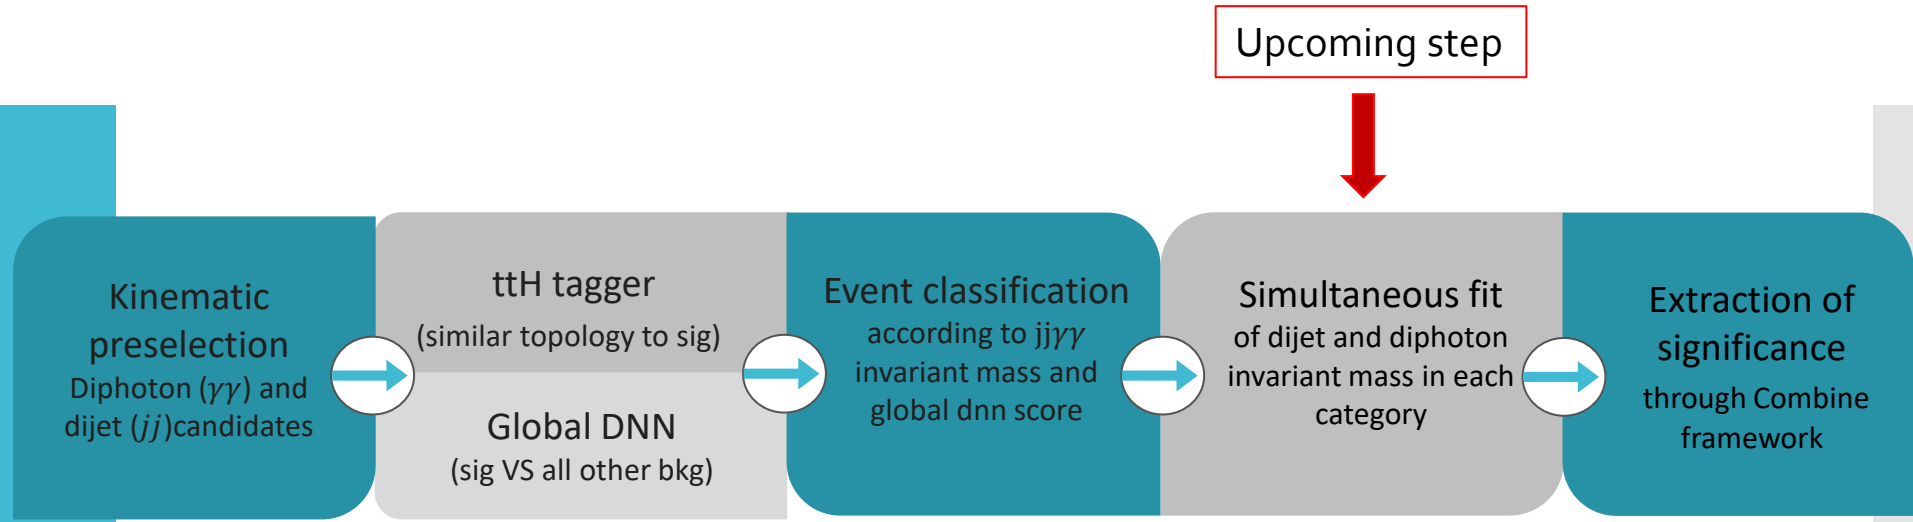 Upcoming step
Kinematic
preselection
Diphoton (𝛾𝛾) and
dijet (𝑗𝑗)candidates
ttH tagger
(similar topology to sig)
Global DNN
(sig VS all other bkg)
Event classification
according to jj𝛾𝛾
invariant mass and
global dnn score
Simultaneous fit
of dijet and diphoton
invariant mass in each
category
Extraction of
significance
through Combine
framework